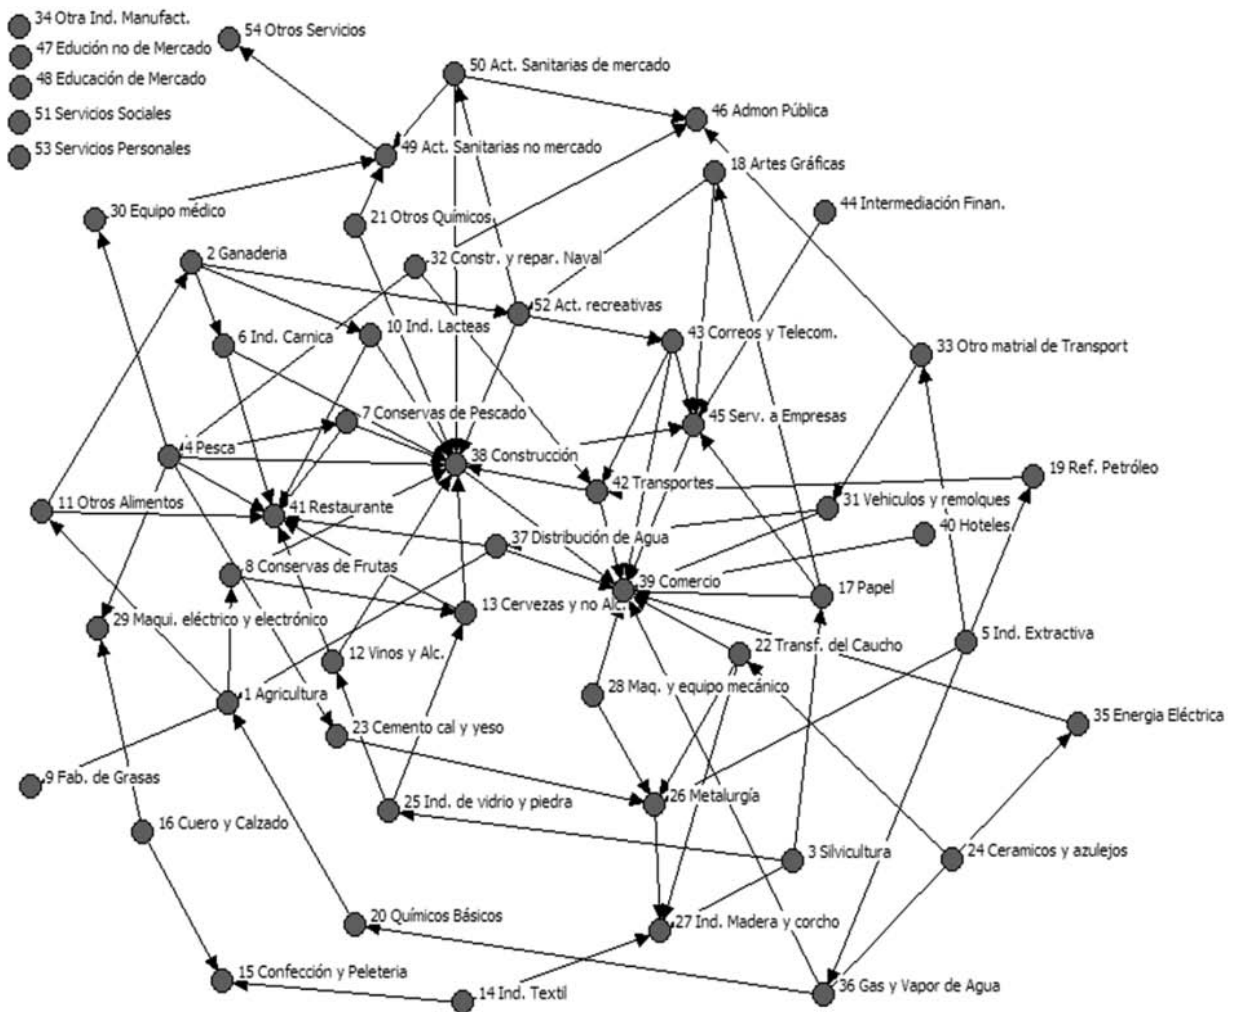 34 Otra Ind. Manufact.
54 Otros Servicios
47 Edución no de Mercado
50 Act. Sanitarias de mercado
48 Educación de Mercado
46 Admon Pública
51 Servicios Sociales
49 Act. Sanitarias no mercado
53 Servicios Personales
18 Artes Gráficas
44 Intermediación Finan.
30 Equipo médico
21 Otros Químicos
2 Ganaderia
32 Constr. y repar. Naval
52 Act. recreativas
10 Ind. Lacteas
6 Ind. Carnica
43 Correos y Telecom.
33 Otro matrial de Transport
7 Conservas de Pescado
45 Serv. a Empresas
4 Pesca
38 Construcción
19 Ref. Petróleo
42 Transportes
11 Otros Alimentos
31 Vehiculos y remolques
41 Restaurante
40 Hoteles
37 Distribución de Agua
8 Conservas de Frutas
39 Comercio
17 Papel
13 Cervezas y no Alc.
29 Maqui. eléctrico y electrónico
5 Ind. Extractiva
22 Transf. del Caucho
12 Vinos y Alc.
28 Maq. y equipo mecánico
1 Agricultura
35 Energia Eléctrica
23 Cemento cal y yeso
9 Fab. de Grasas
26 Metalurgía
25 Ind. de vidrio y piedra
16 Cuero y Calzado
3 Silvicultura
24 Ceramicos y azulejos
20 Químicos Básicos
27 Ind. Madera y corcho
15 Confección y Peleteria
36 Gas y Vapor de Agua
14 Ind. Textil